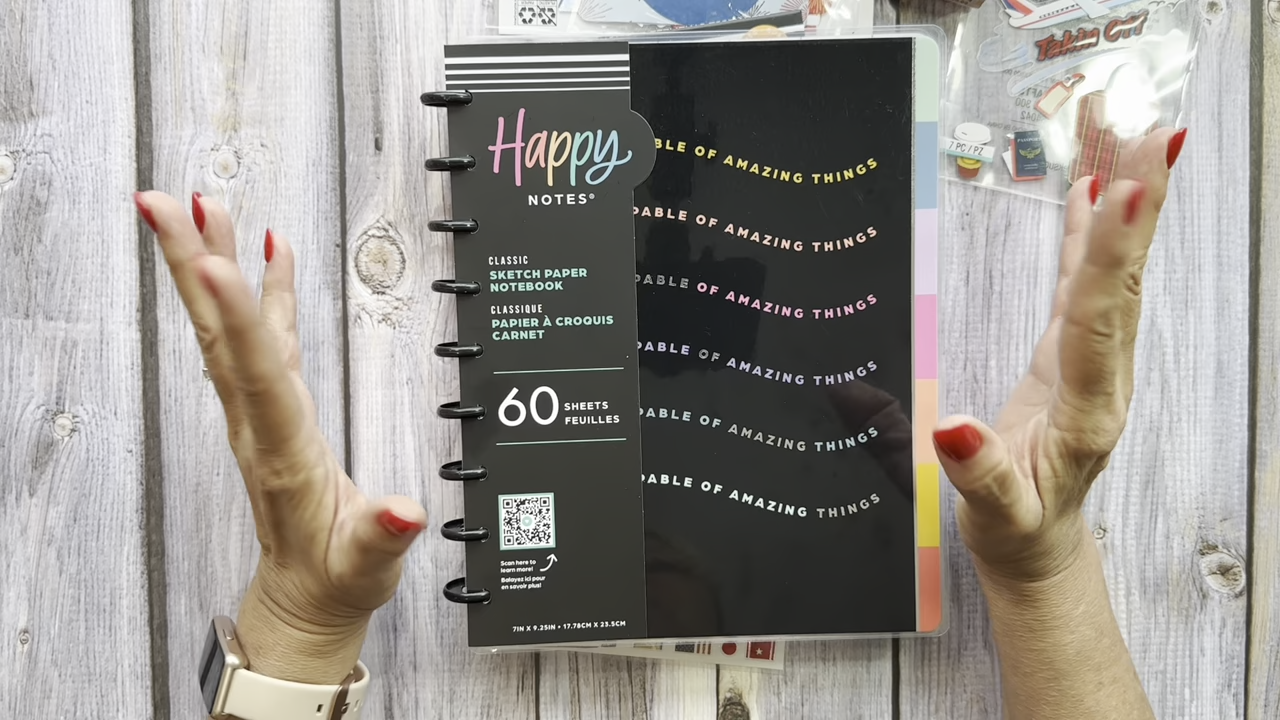 Happy
NOTES®
CLASSIC
SKETCH PAPER
NOTEBOOK
CLASSIQUE
PAPIER À CROQUIS
CARNET
60 SHEETS
FEUILLES
Scan here to
learn more!
Balayez ici pour
en savoir plus!
7IN X 9.25IN • 17.78CM X 23.5CM
BLE OF AMAZING THINGS
PABLE OF AMAZING THINGS
PABLE OF AMAZING THINGS
PABLE OF AMAZING THINGS
PABLE OF AMAZING THINGS
PABLE OF AMAZING THINGS
Takin Off
7 PC/PZ